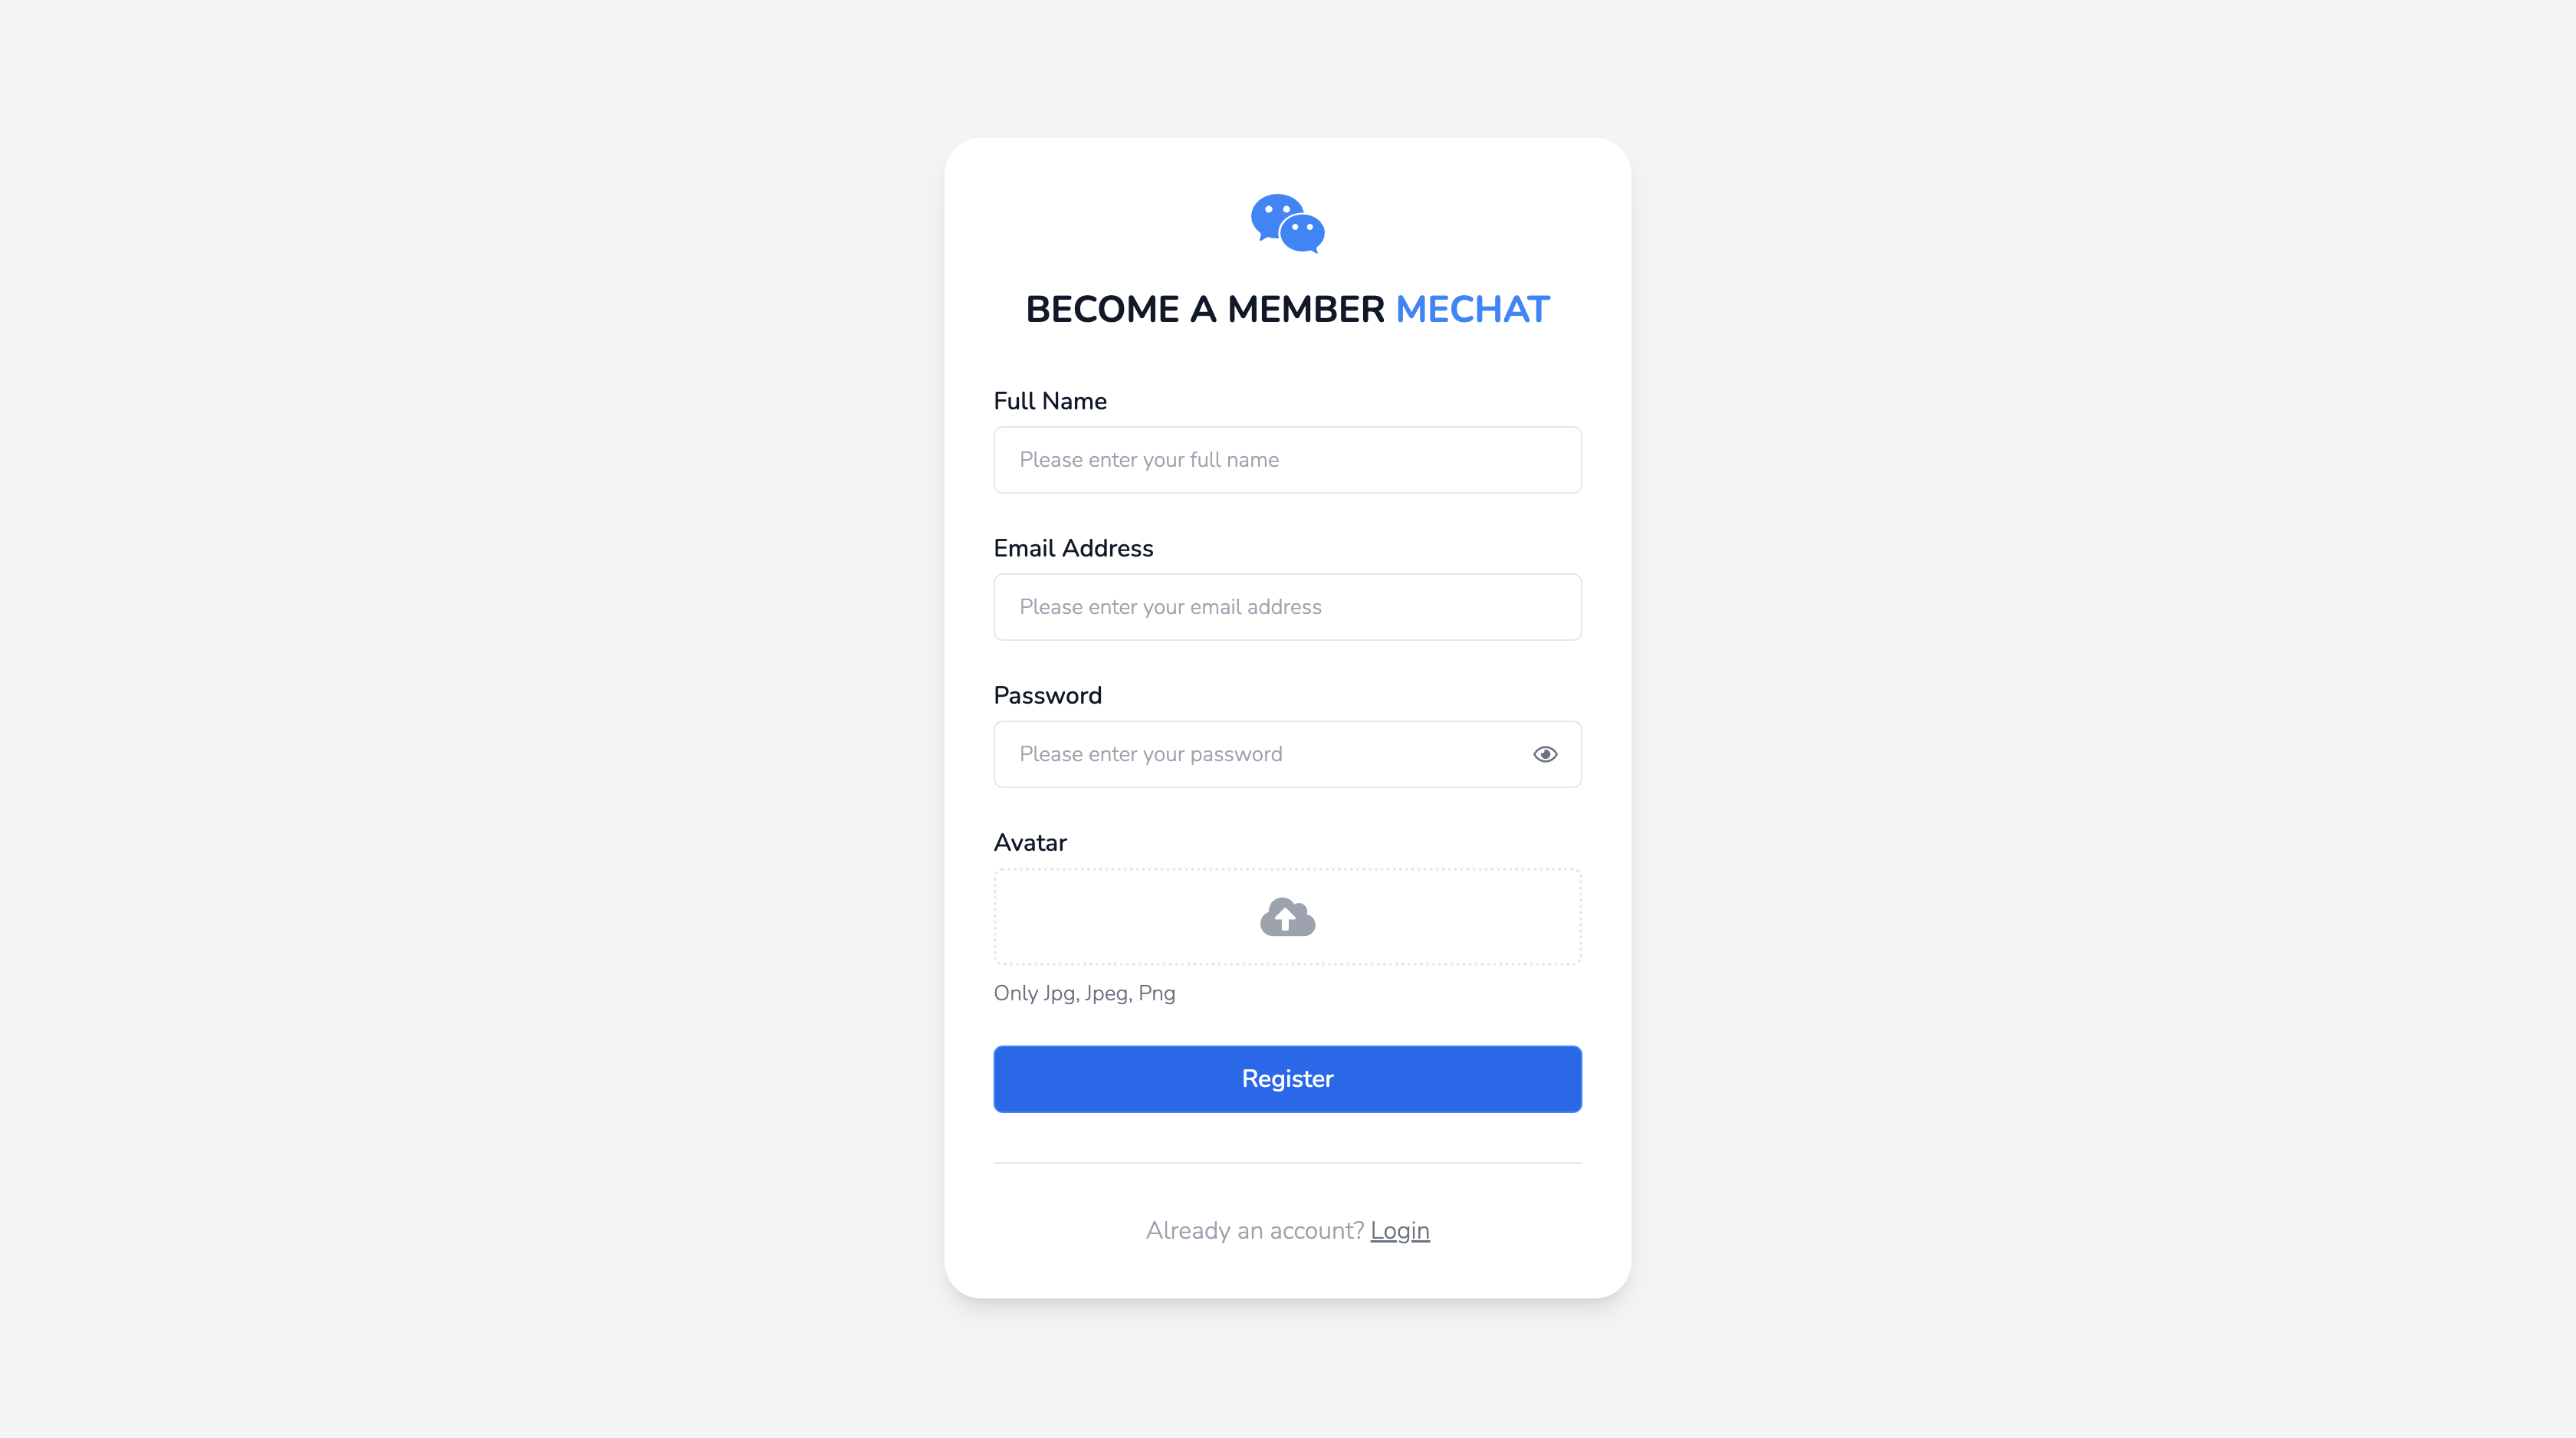 BECOME A MEMBER MECHAT
Full Name
Please enter your full name
Email Address
Please enter your email address
Password
Please enter your password
Avatar
Only Jpg, Jpeg, Png
Register
Already an account? Login